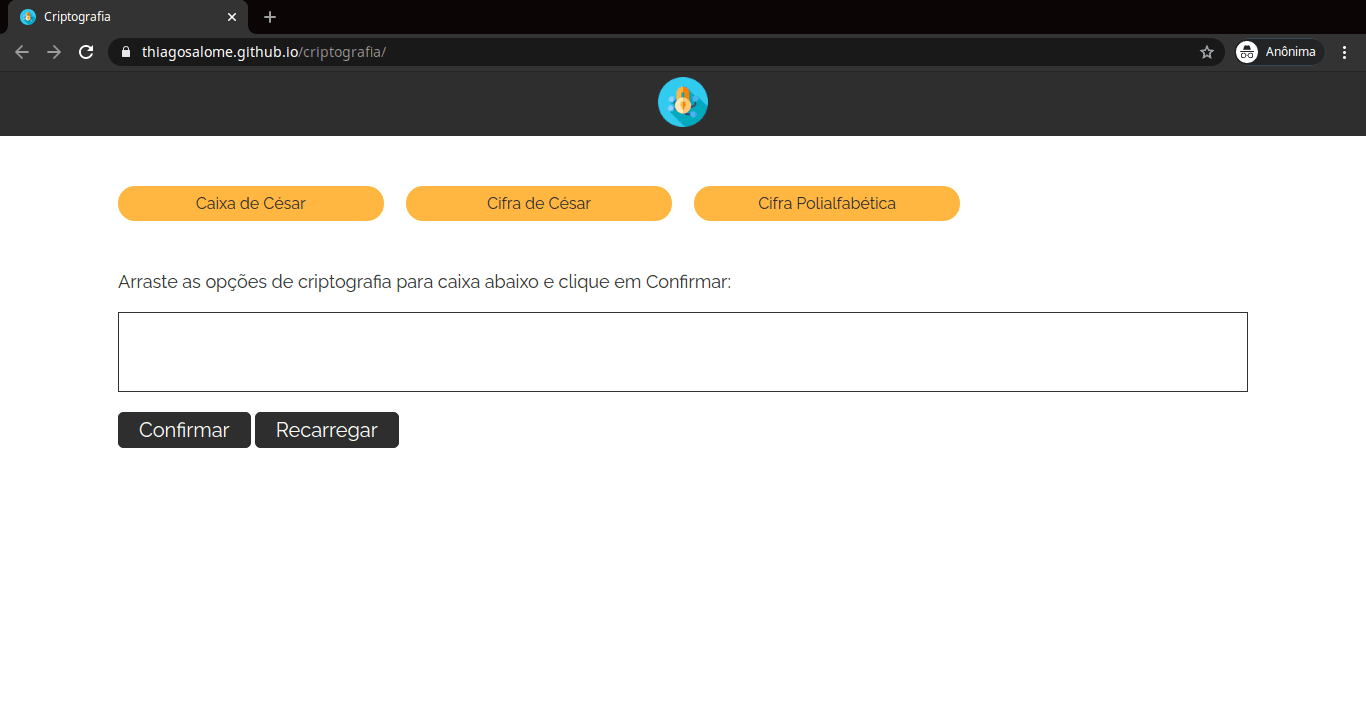 Criptografia
thiagosalome.github.io/criptografia/
Anônima
Caixa de César
Cifra de César
Cifra Polialfabética
Arraste as opções de criptografia para caixa abaixo e clique em Confirmar:
Confirmar
Recarregar